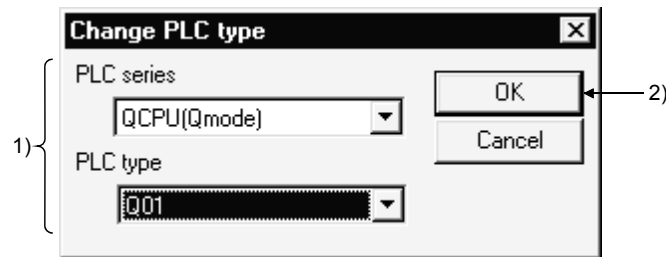 Change PLC type
PLC series
QCPU(Qmode)
PLC type
Q01
OK
Cancel
1)
2)